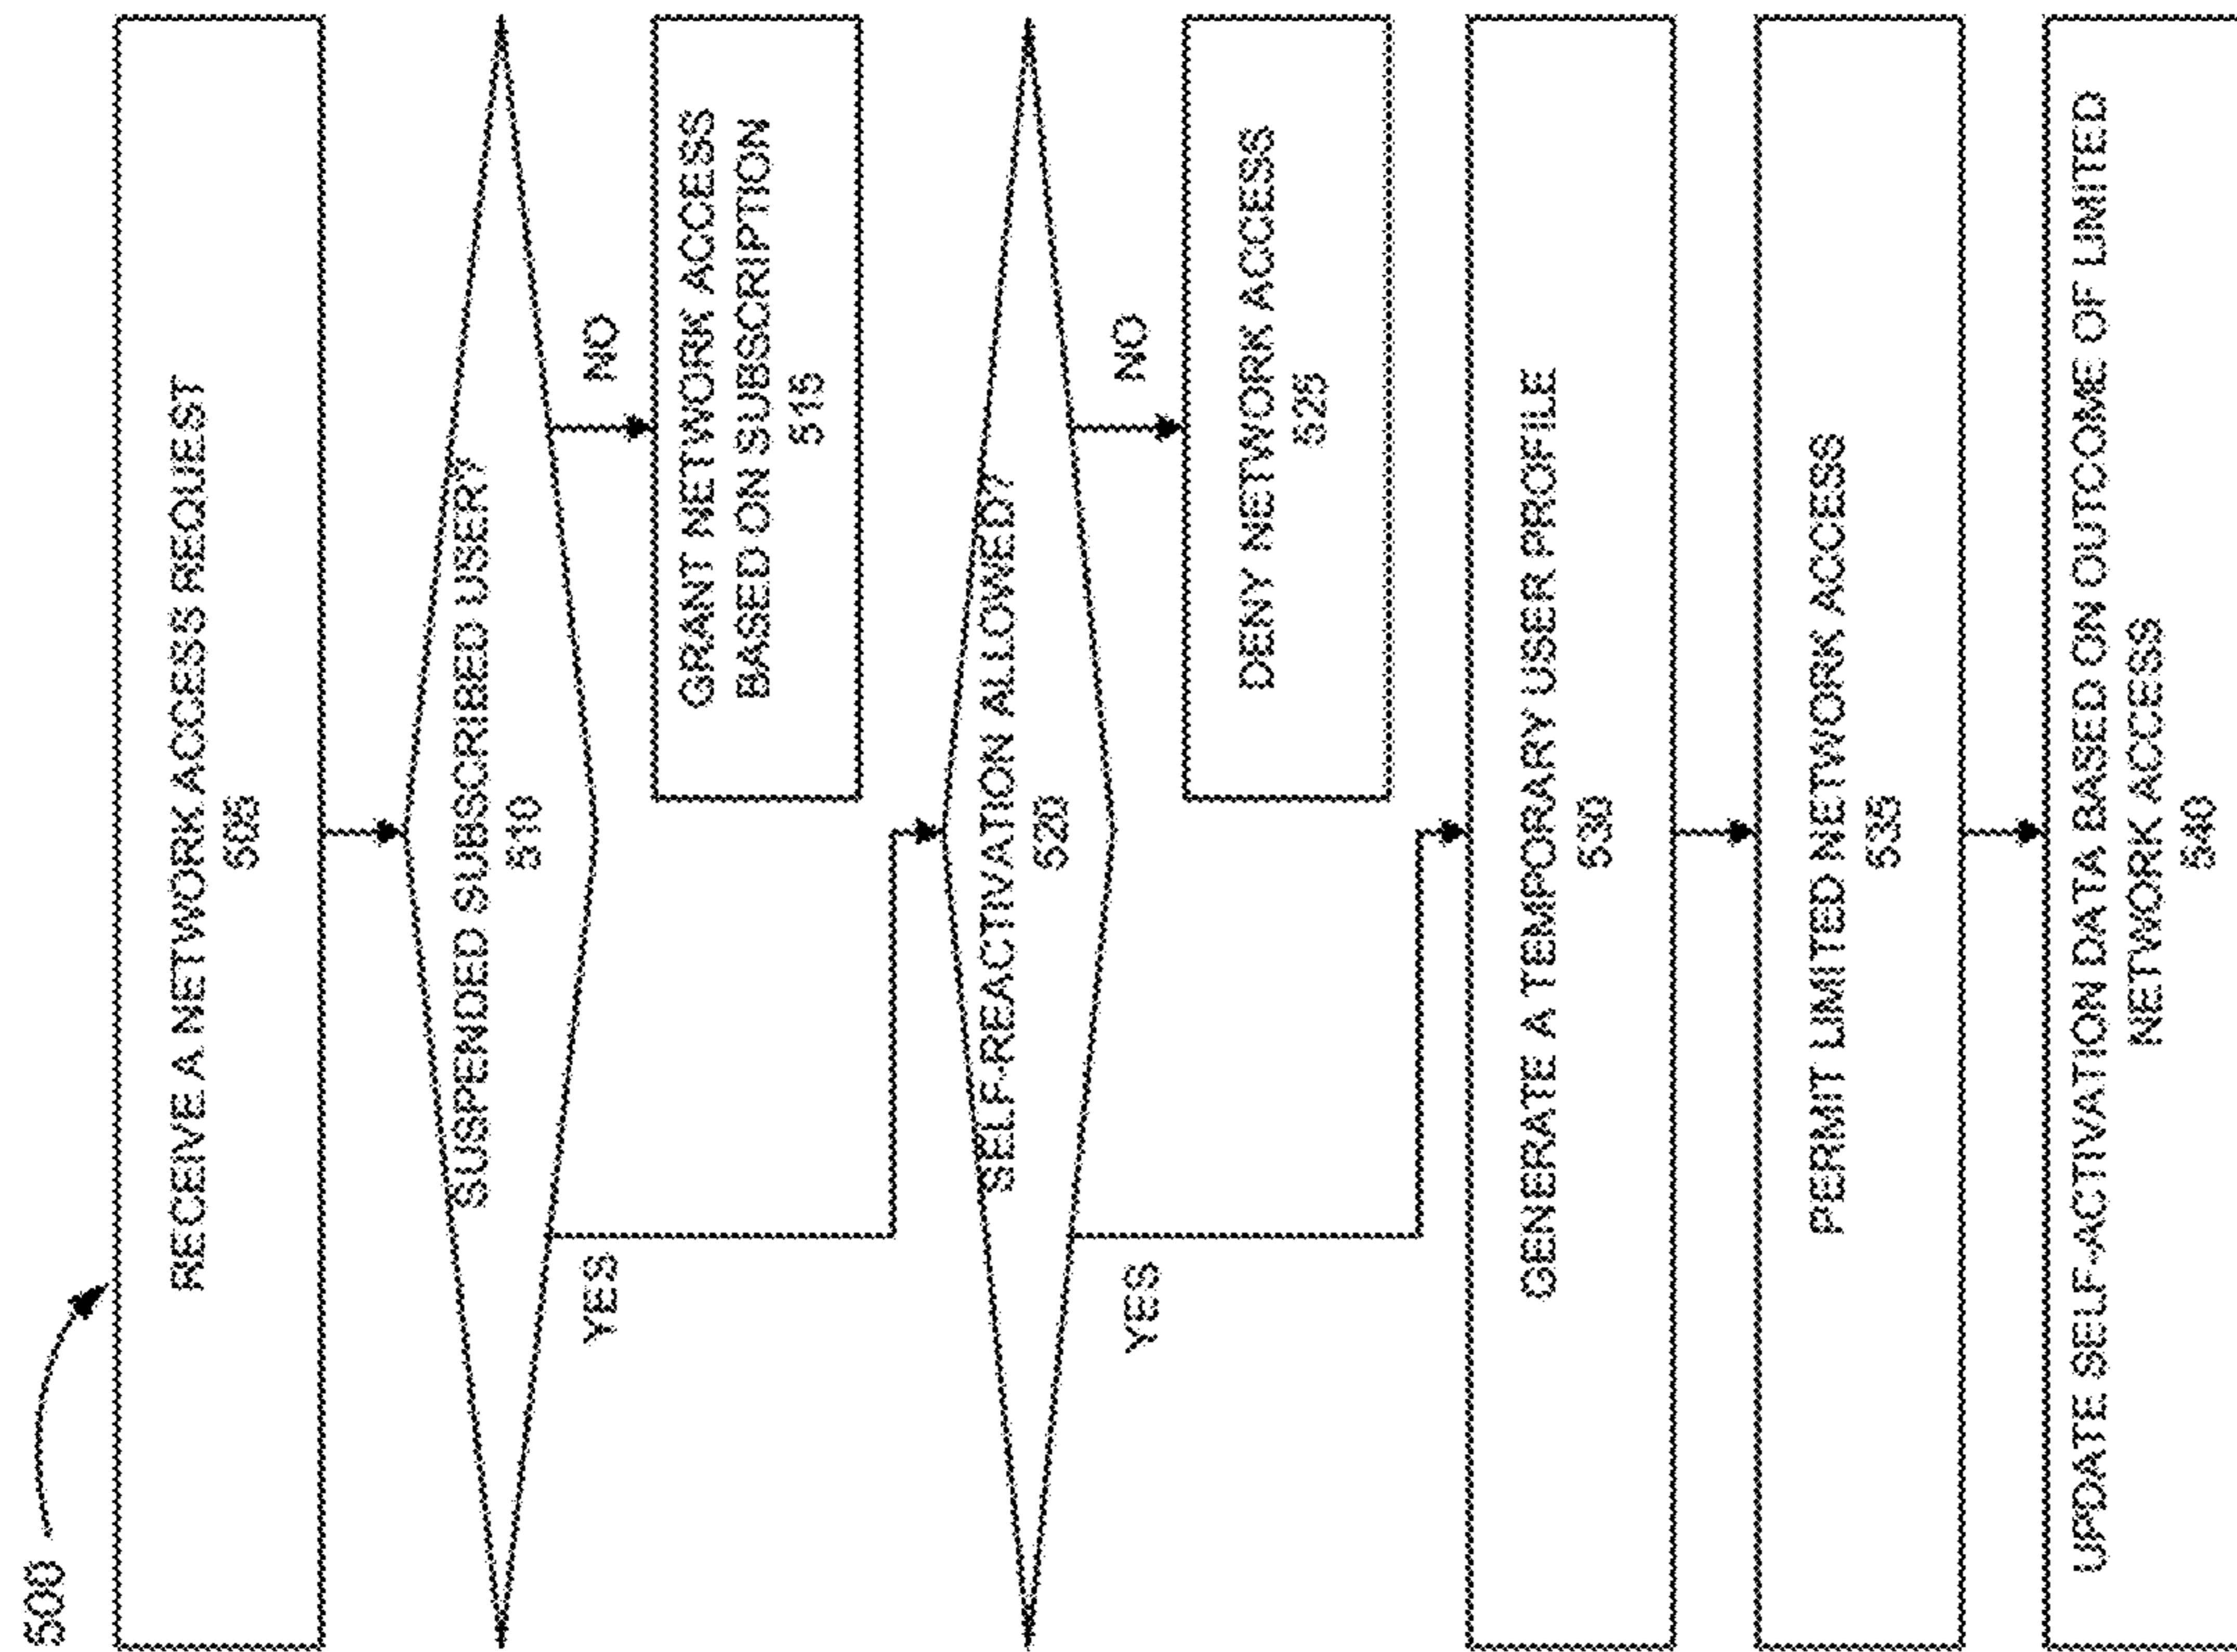 500
RECEIVE A NETWORK ACCESS REQUEST
505
SUSPENDED SUBSCRIBED USER?
510
YES
NO
GRANT NETWORK ACCESS
BASED ON SUBSCRIPTION
515
SELF-REACTIVATION ALLOWED?
520
YES
NO
DENY NETWORK ACCESS
525
GENERATE A TEMPORARY USER PROFILE
530
PERMIT LIMITED NETWORK ACCESS
535
UPDATE SELF-ACTIVATION DATA BASED ON OUTCOME OF LIMITED
NETWORK ACCESS
540